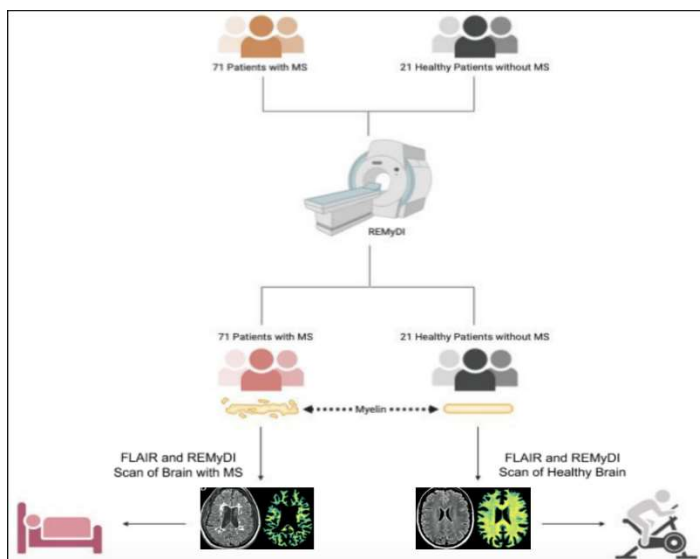 71 Patients with MS
21 Healthy Patients without MS
REMyDI
71 Patients with MS
21 Healthy Patients without MS
Myelin
FLAIR and REMyDI
Scan of Brain with MS
FLAIR and REMyDI
Scan of Healthy Brain